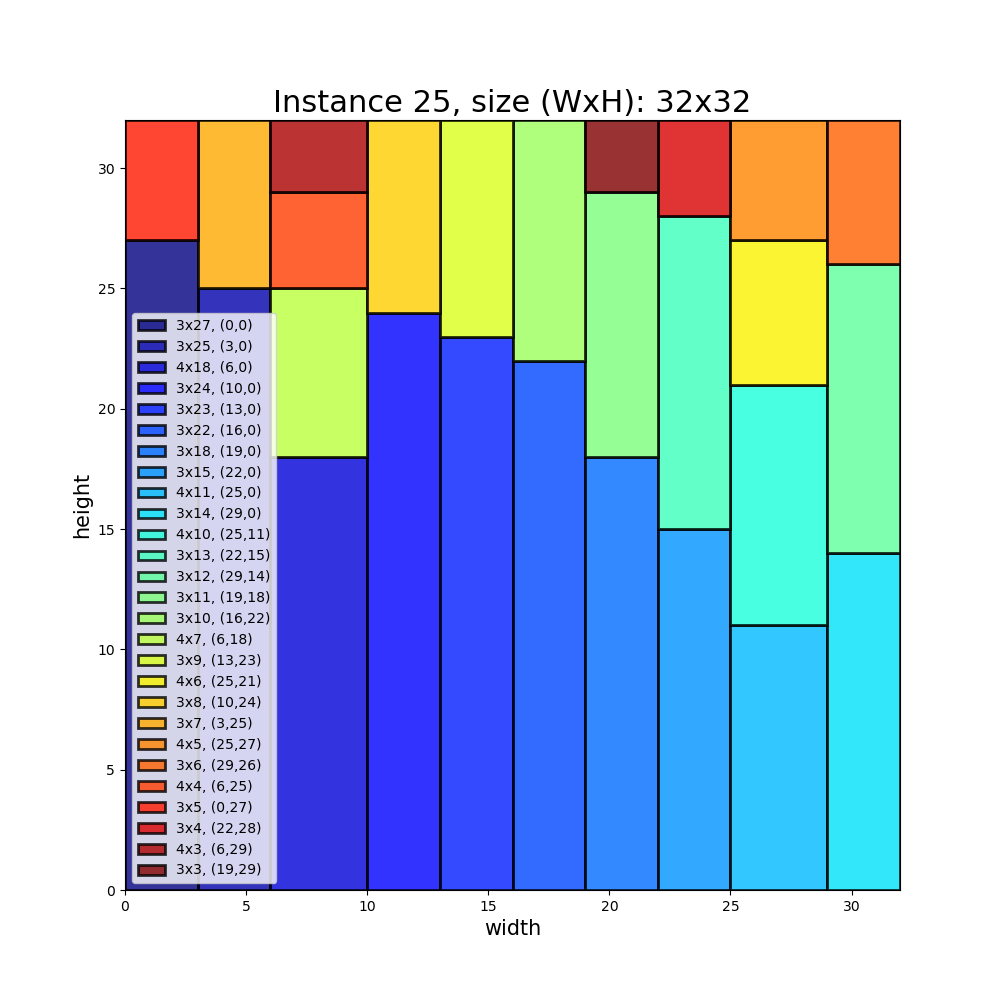 Instance 25, size (WxH): 32x32
height
30
25
20
15
10
5
0
3x27, (0,0)
3x25, (3,0)
4x18, (6,0)
3x24, (10,0)
3x23, (13,0)
3x22, (16,0)
3x18, (19,0)
3x15, (22,0)
4x11, (25,0)
3x14, (29,0)
4x10, (25,11)
3x13, (22,15)
3x12, (29,14)
3x11, (19,18)
3x10, (16,22)
4x7, (6,18)
3x9, (13,23)
4x6, (25,21)
3x8, (10,24)
3x7, (3,25)
4x5, (25,27)
3x6, (29,26)
4x4, (6,25)
3x5, (0,27)
3x4, (22,28)
4x3, (6,29)
3x3, (19,29)
0 5 10 15 20 25 30
width